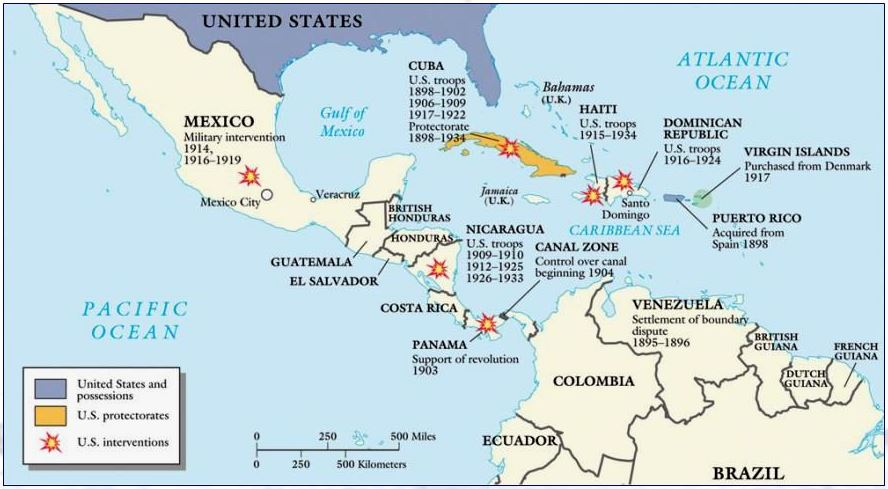 UNITED STATES
ATLANTIC
OCEAN
CUBA
U.S. troops
1898–1902
1906–1909
1917–1922
Protectorate
1898–1934
Bahamas
(U.K.)
Gulf of
Mexico
HAITI
U.S. troops
1915–1934
MEXICO
Military intervention
1914,
1916–1919
DOMINICAN
REPUBLIC
U.S. troops
1916–1924
VIRGIN ISLANDS
Purchased from Denmark
1917
Mexico City
Veracruz
Jamaica
(U.K.)
Santo
Domingo
PUERTO RICO
Acquired from
Spain 1898
CARIBBEAN SEA
BRITISH
HONDURAS
HONDURAS
NICARAGUA
U.S. troops
1909–1910
1912–1925
1926–1933
CANAL ZONE
Control over canal
beginning 1904
GUATEMALA
EL SALVADOR
COSTA RICA
PACIFIC
OCEAN
PANAMA
Support of revolution
1903
VENEZUELA
Settlement of boundary
dispute
1895–1896
BRITISH
GUIANA
DUTCH
GUIANA
FRENCH
GUIANA
COLOMBIA
ECUADOR
BRAZIL
United States and
possessions
U.S. protectorates
U.S. interventions
0 250 500 Miles
0 250 500 Kilometers